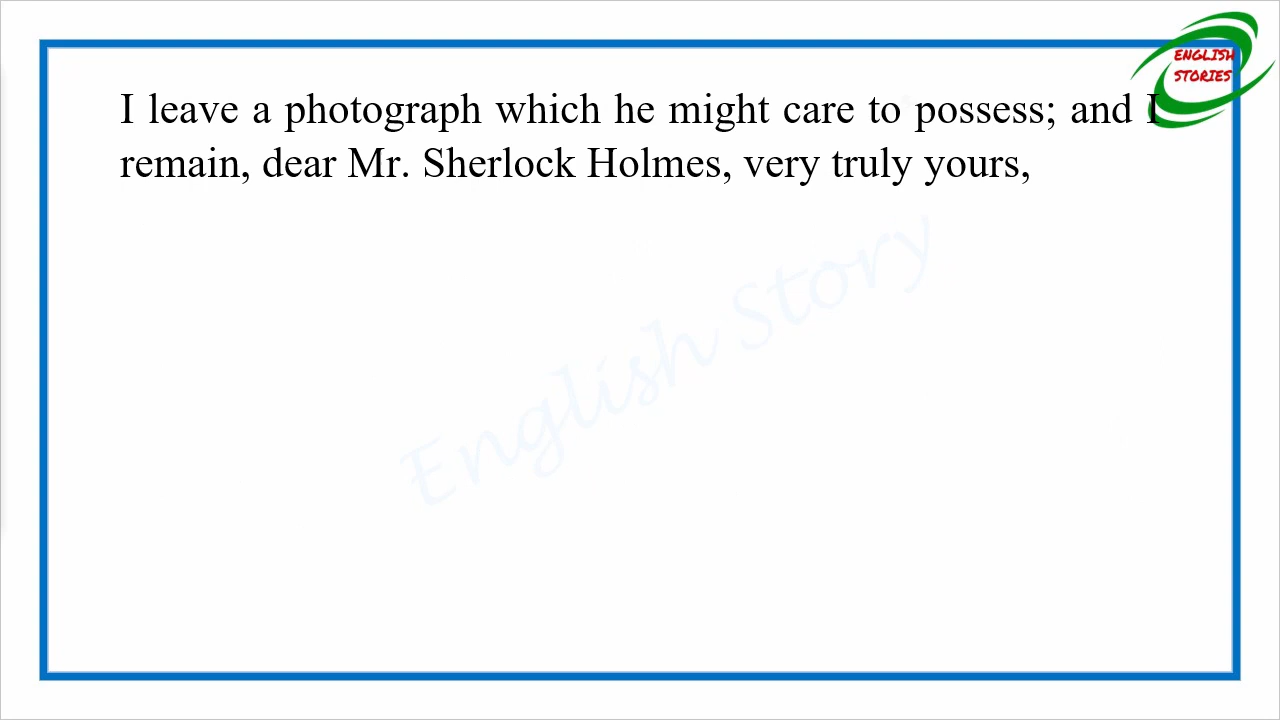 ENGLISH
STORIES
I leave a photograph which he might care to possess; and I
remain, dear Mr. Sherlock Holmes, very truly yours,
English Story